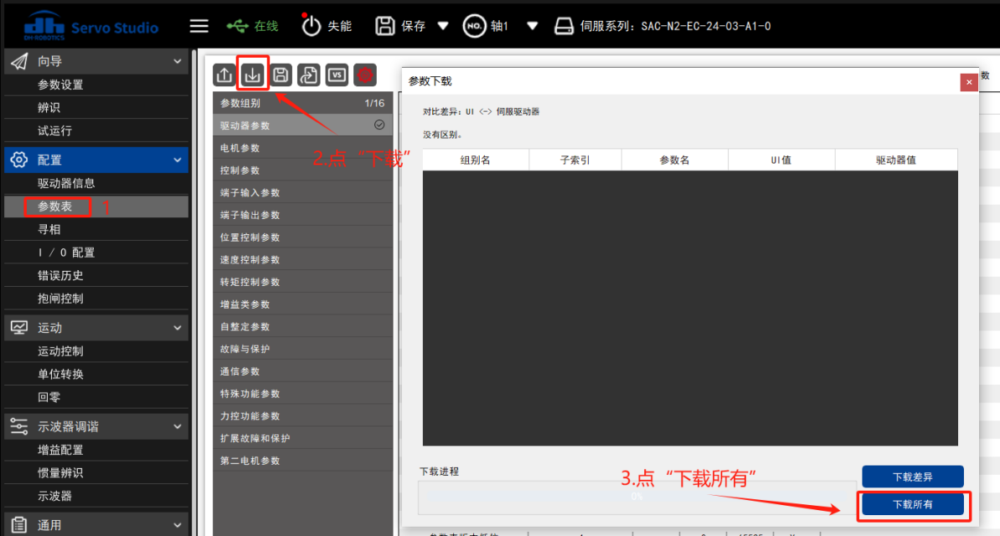 dh
DH-ROBOTICS
Servo Studio
在线
失能
保存
NO.
轴1
伺服系列: SAC-N2-EC-24-03-A1-0
向导
参数设置
辨识
试运行
配置
驱动器信息
参数表
1
寻相
I / O 配置
错误历史
抱闸控制
运动
运动控制
单位转换
回零
示波器调谐
增益配置
惯量辨识
示波器
通用
VS
参数组别 1/16
驱动器参数
电机参数
控制参数
端子输入参数
端子输出参数
位置控制参数
速度控制参数
转矩控制参数
增益类参数
自整定参数
故障与保护
通信参数
特殊功能参数
力控功能参数
扩展故障和保护
第二电机参数
2.点“下载”
参数下载
数
对比差异: UI <-> 伺服驱动器
没有区别。
组别名 子索引 参数名 UI值 驱动器值
下载进程
0%
3.点“下载所有”
下载差异
下载所有